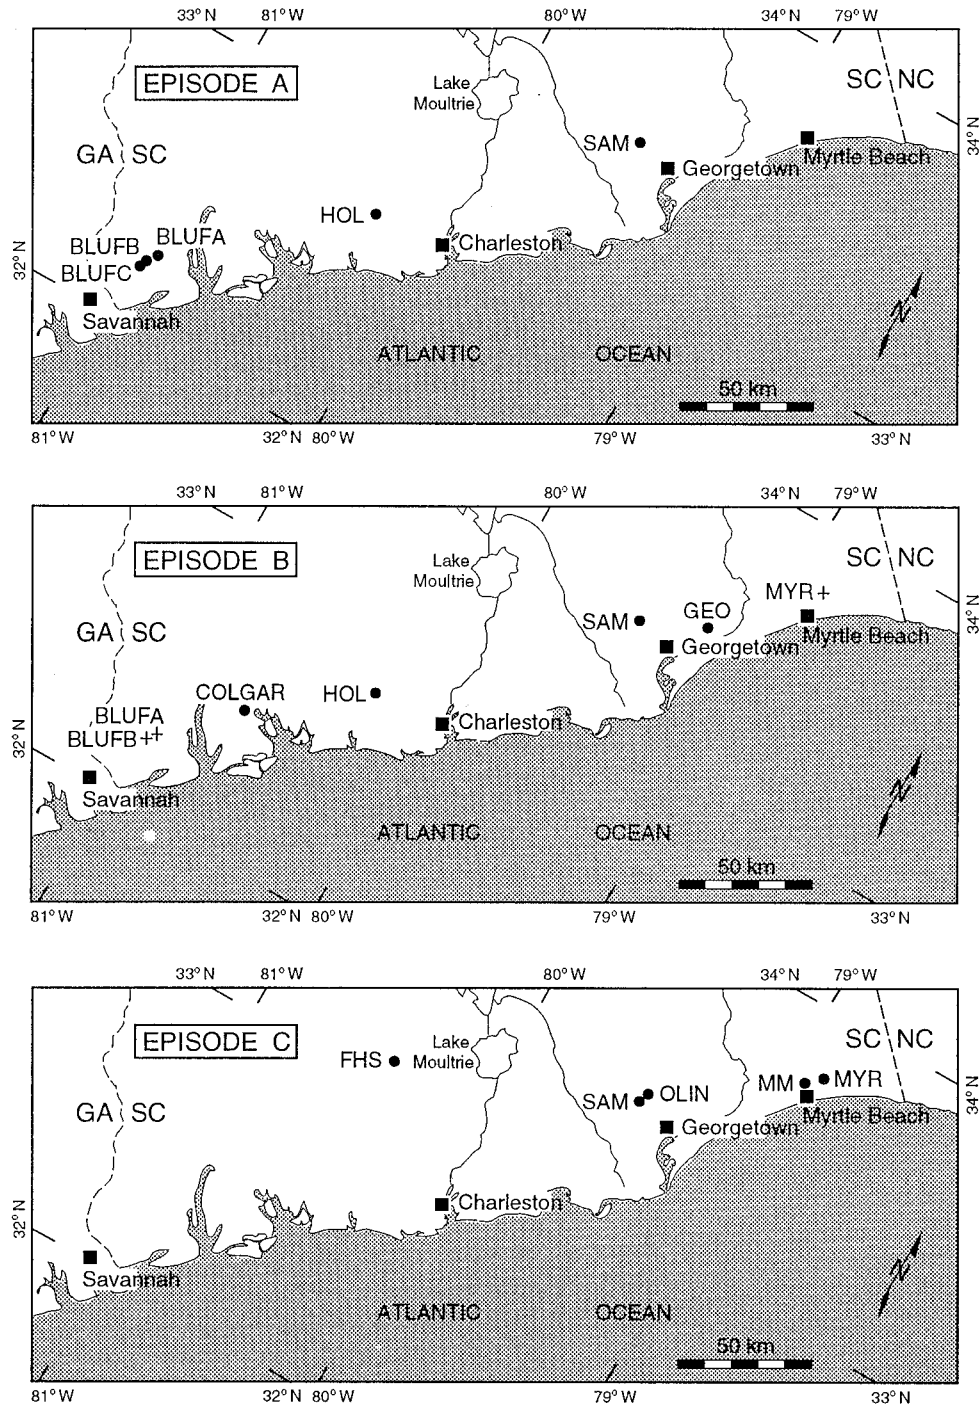 33° N 81° W 80° W 34° N 79° W
EPISODE A
Lake
Moultrie
SC NC
34° N
GA SC
SAM
Myrtle Beach
Georgetown
HOL
BLUFA
BLUFB
BLUFC
Charleston
32° N
Savannah
N
ATLANTIC OCEAN
50 km
81° W 32° N 80° W 79° W 33° N
33° N 81° W 80° W 34° N 79° W
EPISODE B
Lake
Moultrie
SC NC
34° N
MYR+
GEO
SAM
GA SC
Myrtle Beach
Georgetown
COLGAR
HOL
BLUFA
BLUFB++
Charleston
32° N
Savannah
N
ATLANTIC OCEAN
50 km
81° W 32° N 80° W 79° W 33° N
33° N 81° W 80° W 34° N 79° W
EPISODE C
Lake
Moultrie
SC NC
FHS
34° N
MM MYR
SAM OLIN
GA SC
Myrtle Beach
Georgetown
Charleston
32° N
Savannah
N
ATLANTIC OCEAN
50 km
81° W 32° N 80° W 79° W 33° N